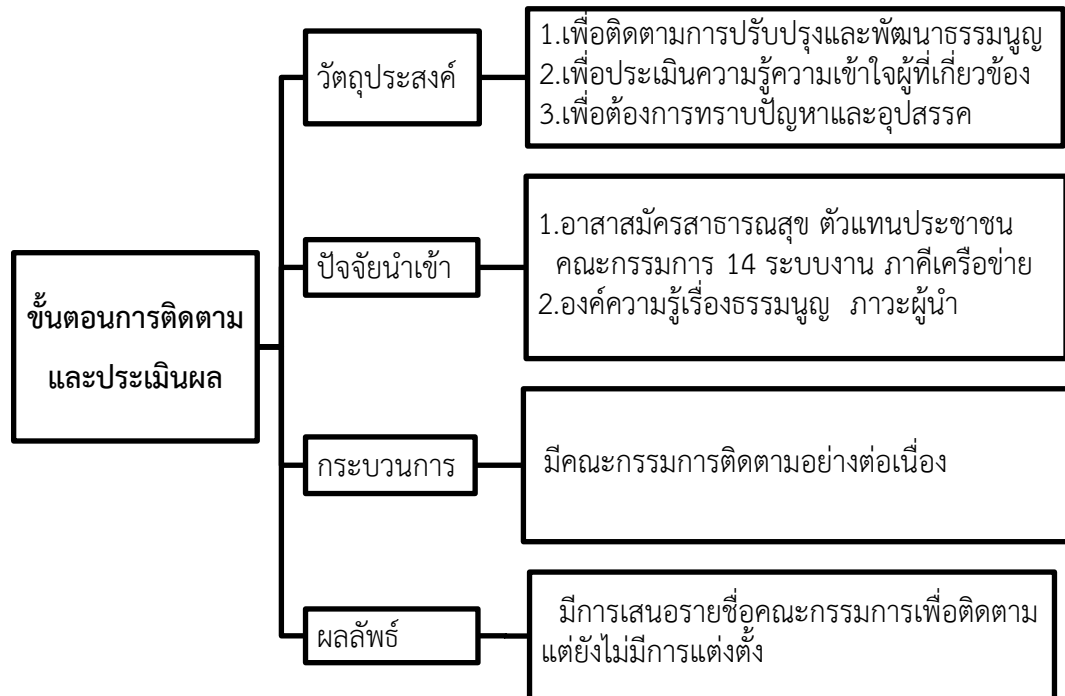 ขั้นตอนการติดตาม
และประเมินผล
วัตถุประสงค์
1.เพื่อติดตามการปรับปรุงและพัฒนาธรรมนูญ
2.เพื่อประเมินความรู้ความเข้าใจผู้ที่เกี่ยวข้อง
3.เพื่อต้องการทราบปัญหาและอุปสรรค
ปัจจัยนำเข้า
1.อาสาสมัครสาธารณสุข ตัวแทนประชาชน
คณะกรรมการ 14 ระบบงาน ภาคีเครือข่าย
2.องค์ความรู้เรื่องธรรมนูญ ภาวะผู้นำ
กระบวนการ
มีคณะกรรมการติดตามอย่างต่อเนื่อง
ผลลัพธ์
มีการเสนอรายชื่อคณะกรรมการเพื่อติดตาม
แต่ยังไม่มีการแต่งตั้ง